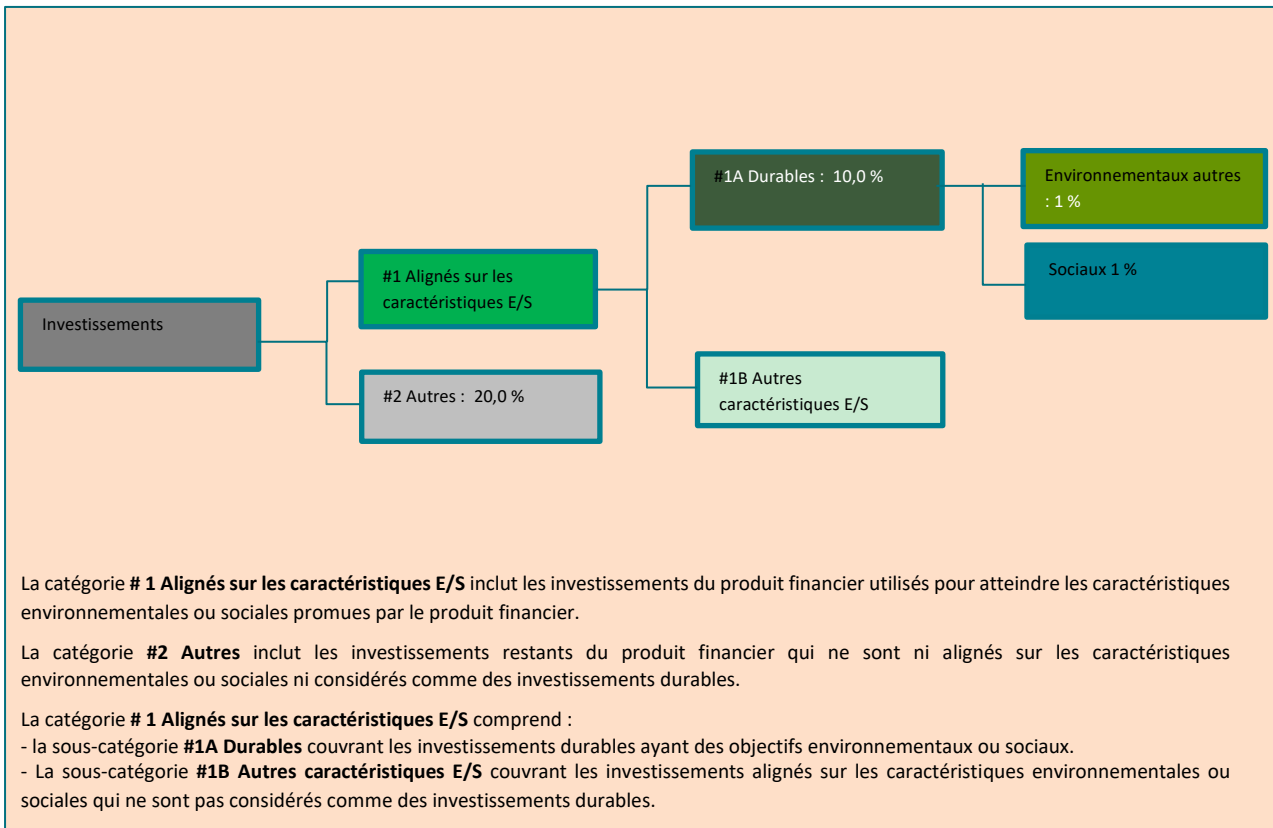 #1A Durables : 10,0 %
Environnementaux autres
: 1 %
#1 Alignés sur les
caractéristiques E/S
Sociaux 1 %
Investissements
#2 Autres : 20,0 %
#1B Autres
caractéristiques E/S
La catégorie # 1 Alignés sur les caractéristiques E/S inclut les investissements du produit financier utilisés pour atteindre les caractéristiques
environnementales ou sociales promues par le produit financier.
La catégorie #2 Autres inclut les investissements restants du produit financier qui ne sont ni alignés sur les caractéristiques
environnementales ou sociales ni considérés comme des investissements durables.
La catégorie # 1 Alignés sur les caractéristiques E/S comprend :
- la sous-catégorie #1A Durables couvrant les investissements durables ayant des objectifs environnementaux ou sociaux.
- La sous-catégorie #1B Autres caractéristiques E/S couvrant les investissements alignés sur les caractéristiques environnementales ou
sociales qui ne sont pas considérés comme des investissements durables.